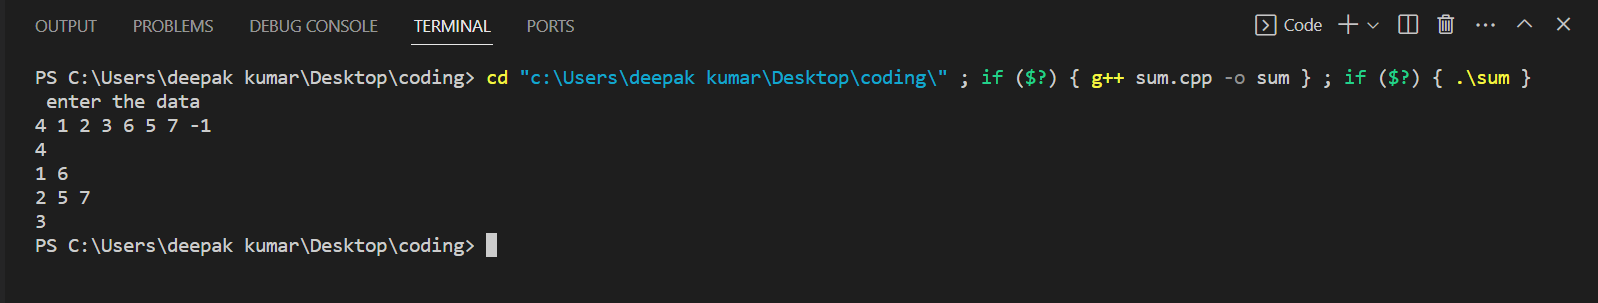 OUTPUT PROBLEMS DEBUG CONSOLE TERMINAL PORTS Code
PS C:\Users\deepak kumar\Desktop\coding> cd "c:\Users\deepak kumar\Desktop\coding\" ; if ($?) { g++ sum.cpp -o sum } ; if ($?) { .\sum }
 enter the data
4 1 2 3 6 5 7 -1
4
1 6
2 5 7
3
PS C:\Users\deepak kumar\Desktop\coding>